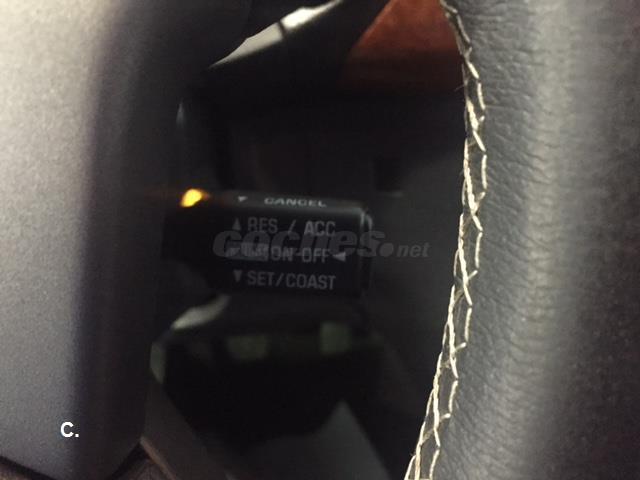 ▼ CANCEL
▲ RES / ACC
ON-OFF ◄
▼ SET/COAST
coches.net
C.